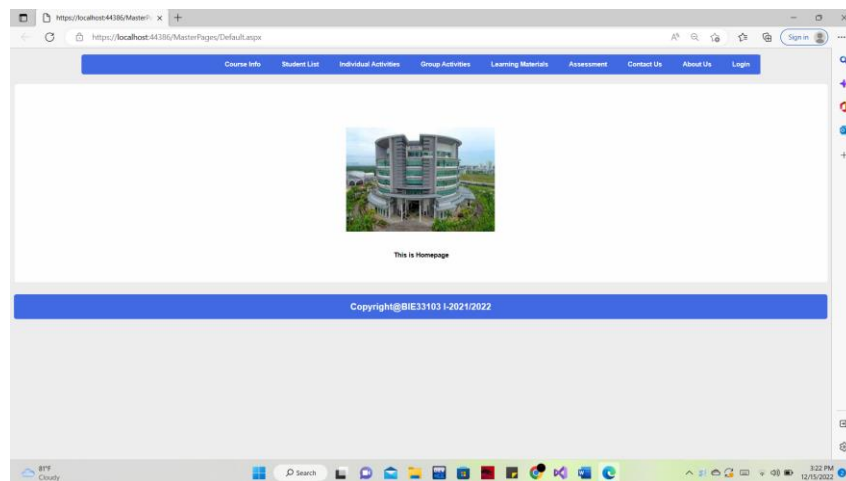 https://localhost:44386/MasterPa
https://localhost:44386/MasterPages/Default.aspx
Sign in
Course Info Student List Individual Activities Group Activities Learning Materials Assessment Contact Us About Us Login
This is Homepage
Copyright@BIE33103 I-2021/2022
81°F
Cloudy
Search
3:22 PM
12/15/2022